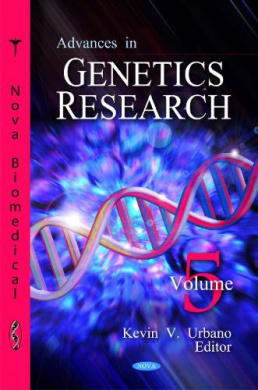 Advances in
GENETICS
RESEARCH
Nova Biomedical
Volume
5
Kevin V. Urbano
Editor
NOVA